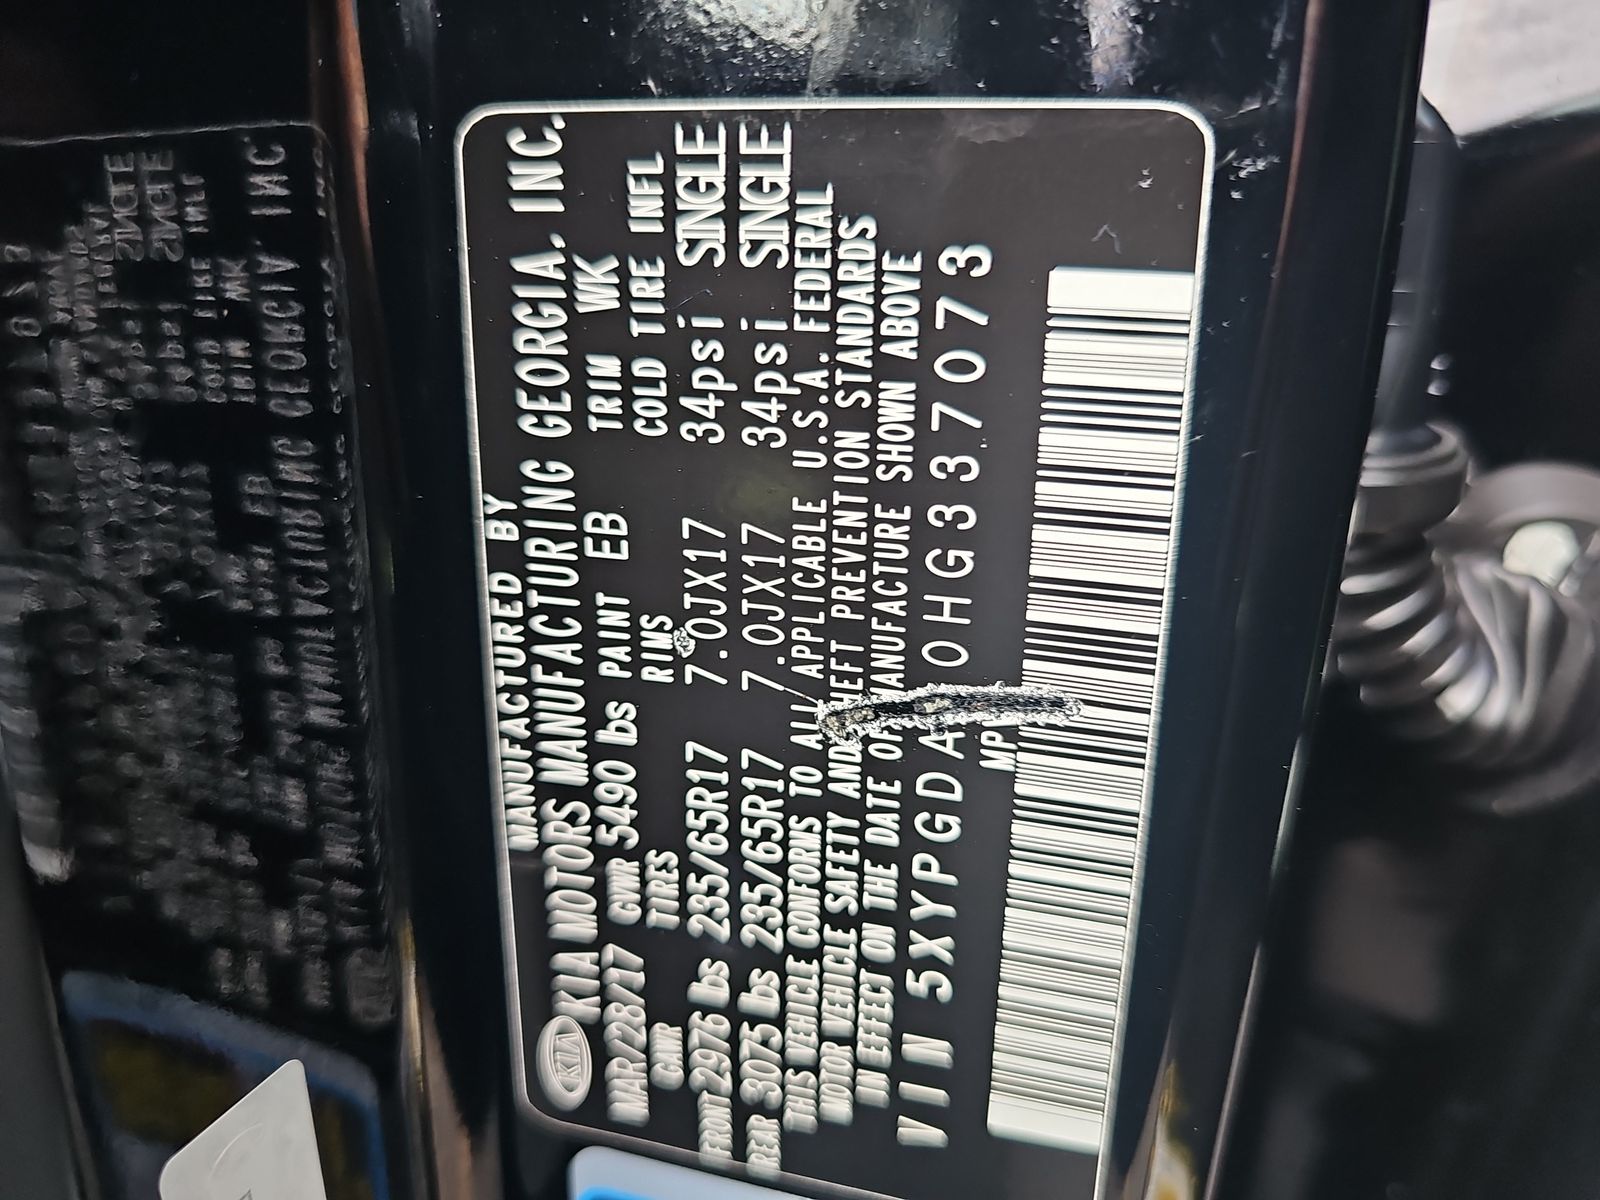 MANUFACTURED BY
KIA KIA MOTORS MANUFACTURING GEORGIA. INC.
MAR/28/17 GVWR 5490 lbs PAINT EB TRIM WK
GAWR TIRES RIMS COLD TIRE INFL
FRONT 2976 lbs 235/65R17 7.0JX17 34psi SINGLE
REAR 3075 lbs 235/65R17 7.0JX17 34psi SINGLE
THIS VEHICLE CONFORMS TO ALL APPLICABLE U.S.A. FEDERAL
MOTOR VEHICLE SAFETY AND THEFT PREVENTION STANDARDS
IN EFFECT ON THE DATE OF MANUFACTURE SHOWN ABOVE
VIN 5XYPGDA 0HG337073
MP